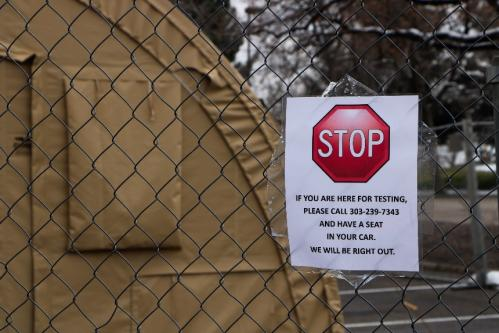 STOP
IF YOU ARE HERE FOR TESTING,
PLEASE CALL 303-239-7343
AND HAVE A SEAT
IN YOUR CAR.
WE WILL BE RIGHT OUT.